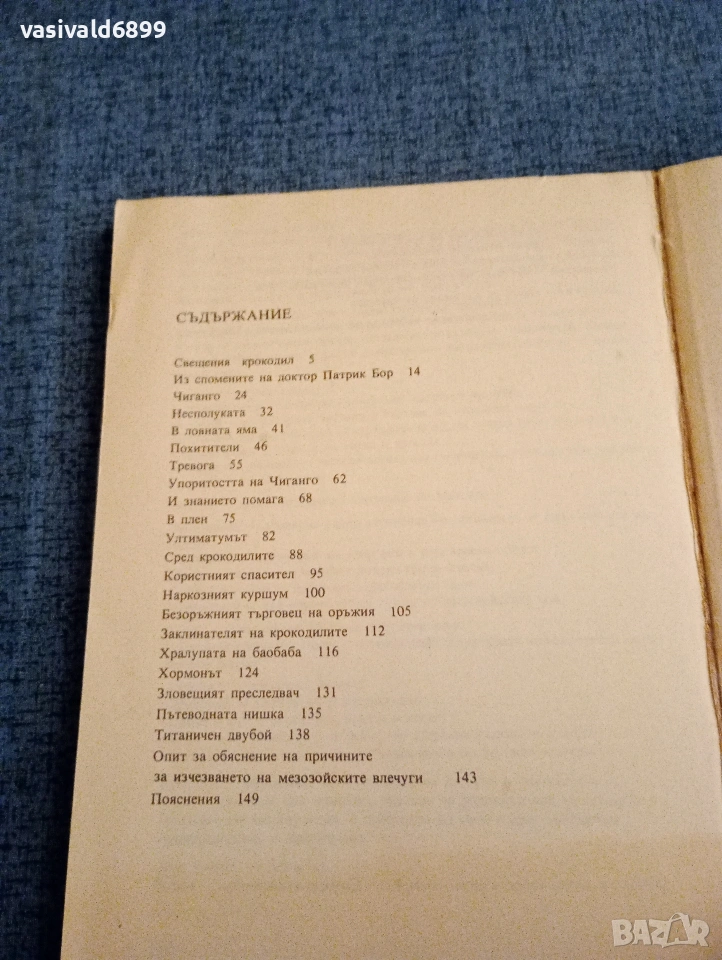 vasivald6899
СЪДЪРЖАНИЕ
Свещения крокодил 5
Из спомените на доктор Патрик Бор 14
Чиганго 24
Несполуката 32
В ловната яма 41
Похитители 46
Тревога 55
Упоритостта на Чиганго 62
И знанието помага 68
В плен 75
Ултиматумът 82
Сред крокодилите 88
Користният спасител 95
Наркозният куршум 100
Безоръжният търговец на оръжия 105
Заклинателят на крокодилите 112
Хралупата на баобаба 116
Хормонът 124
Зловещият преследвач 131
Пътеводната нишка 135
Титаничен двубой 138
Опит за обяснение на причините
за изчезването на мезозойските влечуги 143
Пояснения 149
BAZAR